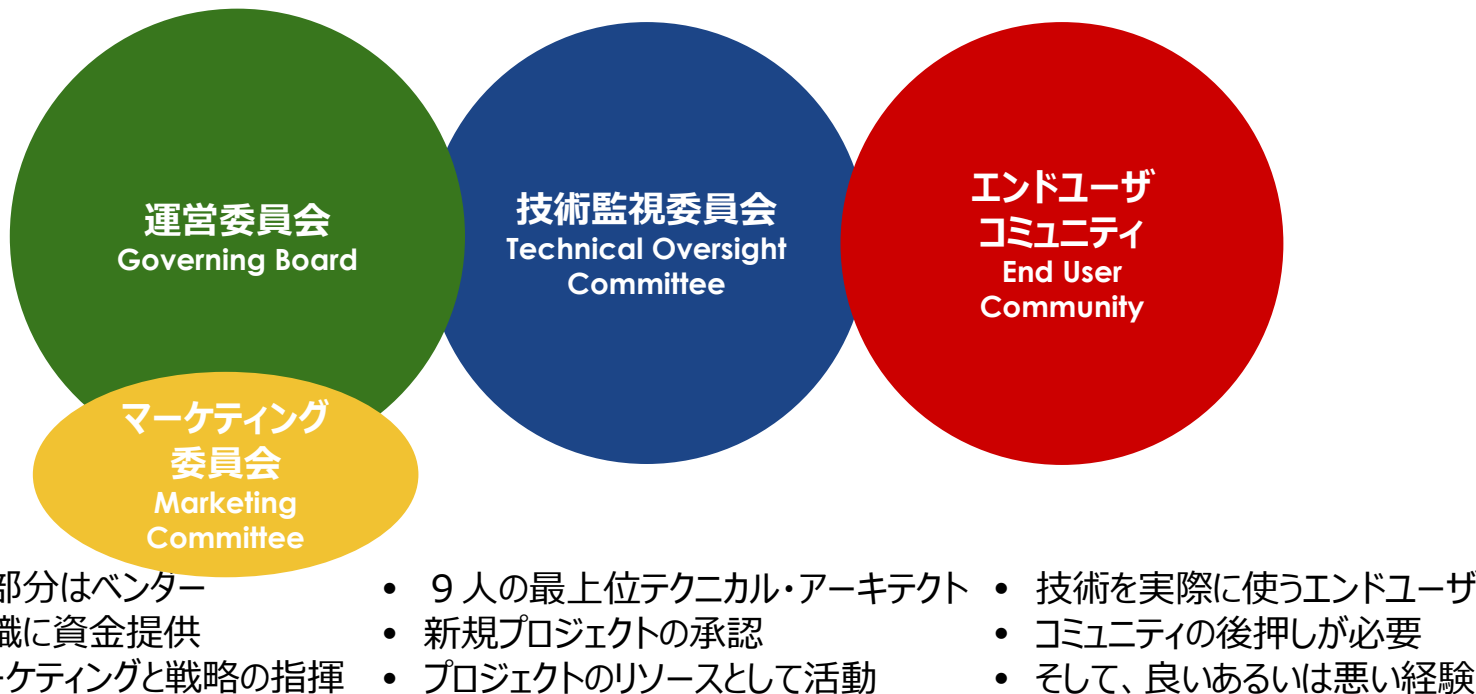 運営委員会
Governing Board
技術監視委員会
Technical Oversight
Committee
エンドユーザ
コミュニティ
End User
Community
マーケティング
委員会
Marketing
Committee
部分はベンター
織に資金提供
ーケティングと戦略の指揮
• 9人の最上位テクニカル・アーキテクト
• 新規プロジェクトの承認
• プロジェクトのリソースとして活動
• 技術を実際に使うエンドユーザ
• コミュニティの後押しが必要
• そして、良いあるいは悪い経験